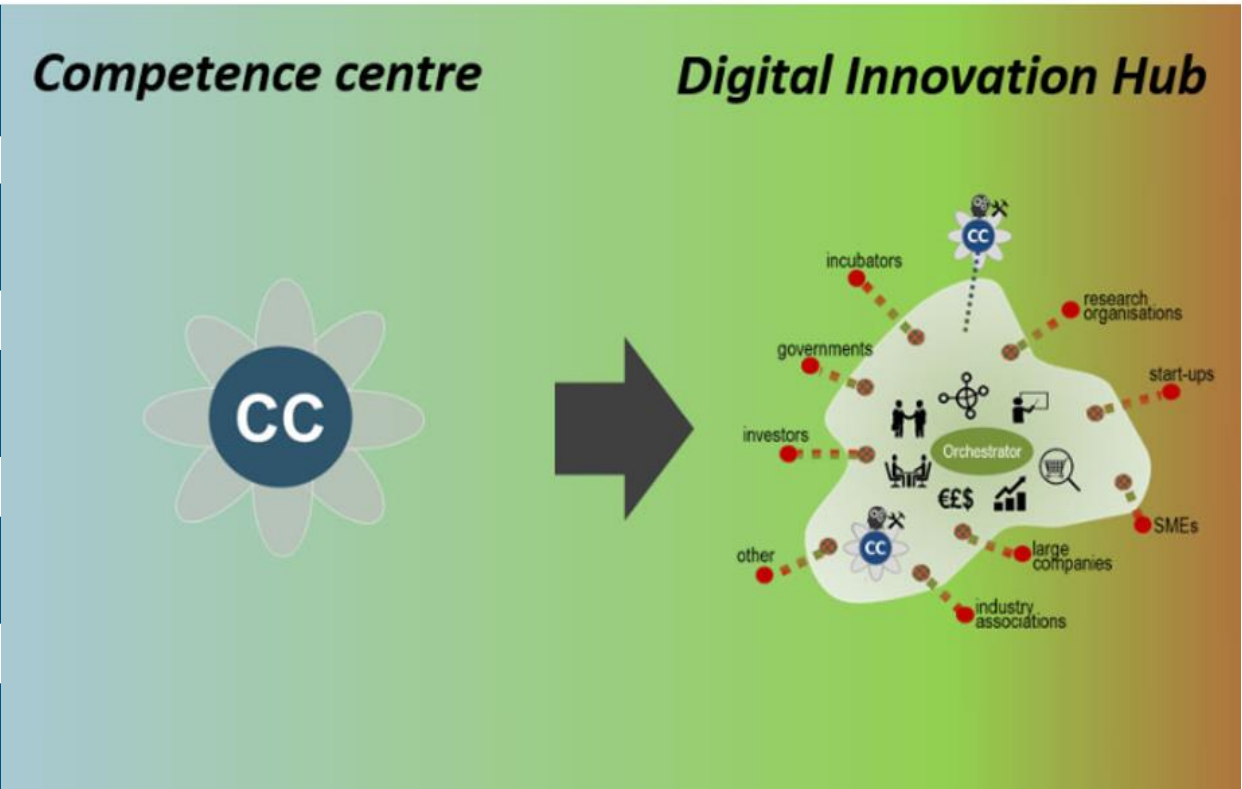 Competence centre
Digital Innovation Hub
CC
CC
incubators
research
organisations
governments
start-ups
investors
Orchestrator
€£$
SMEs
CC
other
large
companies
industry
associations